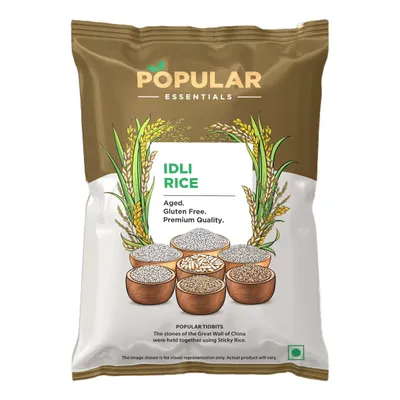 POPULAR
ESSENTIALS
IDLI
RICE
Aged.
Gluten Free.
Premium Quality.
POPULAR TIDBITS
The stones of the Great Wall of China
were held together using Sticky Rice.
The image shown is for visual representation only. Actual product will vary.